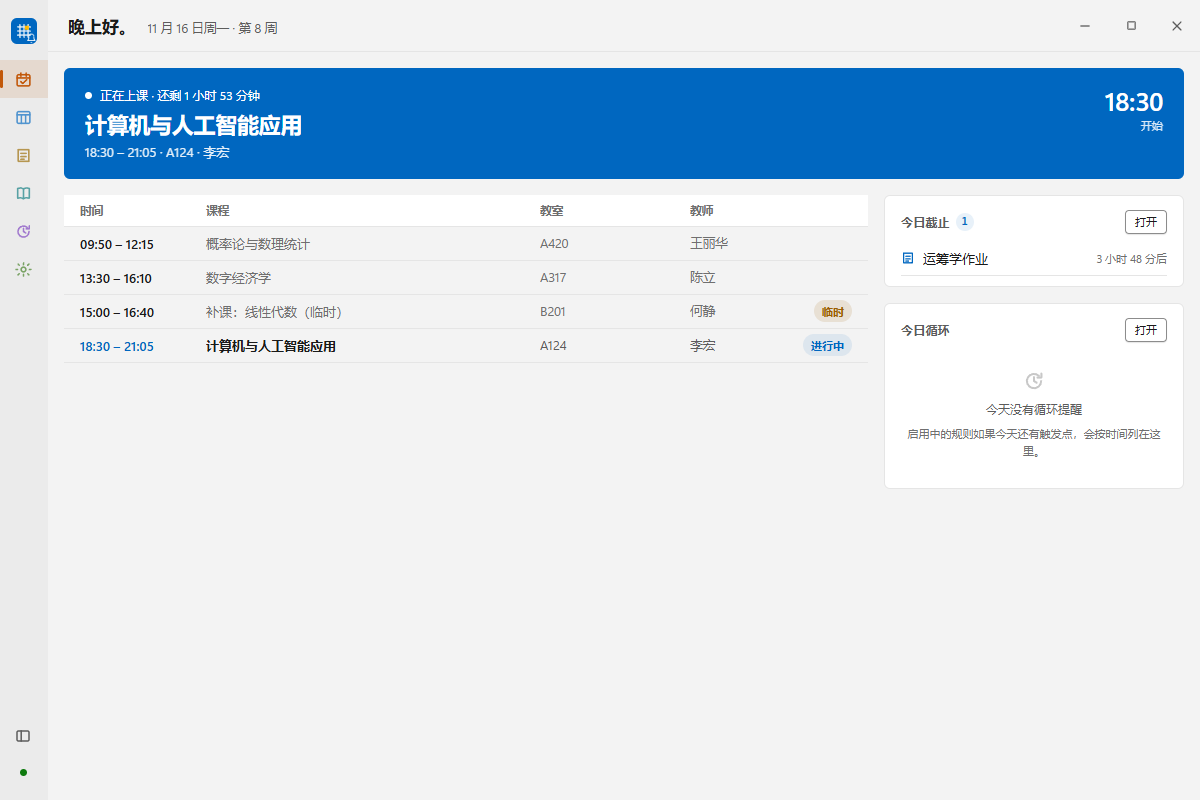 晚上好。 11 月 16 日周一 · 第 8 周
正在上课 · 还剩 1 小时 53 分钟
计算机与人工智能应用
18:30 – 21:05 · A124 · 李宏
18:30
开始
时间 课程 教室 教师
09:50 – 12:15 概率论与数理统计 A420 王丽华
13:30 – 16:10 数字经济学 A317 陈立
15:00 – 16:40 补课：线性代数（临时） B201 何静 临时
18:30 – 21:05 计算机与人工智能应用 A124 李宏 进行中
今日截止 1 打开
运筹学作业 3 小时 48 分后
今日循环 打开
今天没有循环提醒
启用中的规则如果今天还有触发点，会按时间列在这
里。